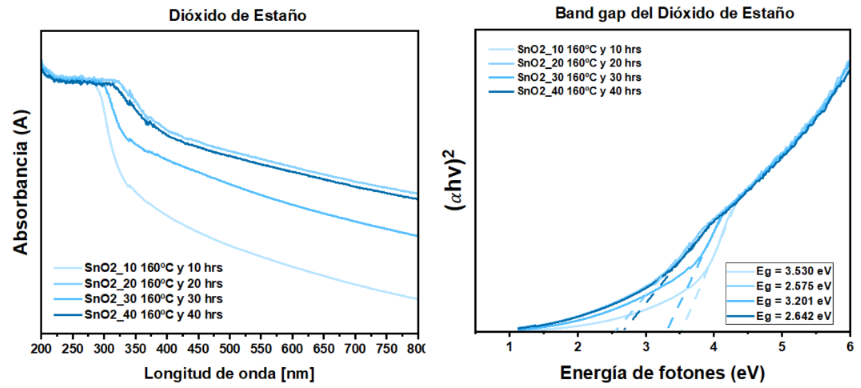 Dióxido de Estaño
Absorbancia (A)
SnO2_10 160ºC y 10 hrs
SnO2_20 160ºC y 20 hrs
SnO2_30 160ºC y 30 hrs
SnO2_40 160ºC y 40 hrs
200 250 300 350 400 450 500 550 600 650 700 750 800
Longitud de onda [nm]
Band gap del Dióxido de Estaño
(αhν)²
SnO2_10 160ºC y 10 hrs
SnO2_20 160ºC y 20 hrs
SnO2_30 160ºC y 30 hrs
SnO2_40 160ºC y 40 hrs
Eg = 3.530 eV
Eg = 2.575 eV
Eg = 3.201 eV
Eg = 2.642 eV
1 2 3 4 5 6
Energía de fotones (eV)